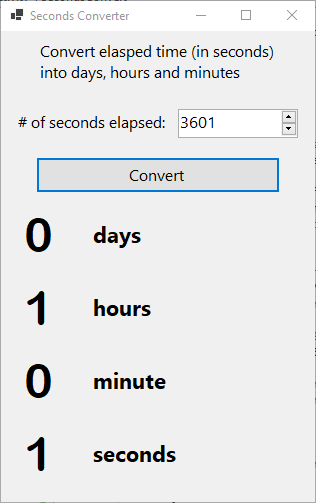 Seconds Converter
Convert elasped time (in seconds)
into days, hours and minutes
# of seconds elapsed: 3601
Convert
0 days
1 hours
0 minute
1 seconds